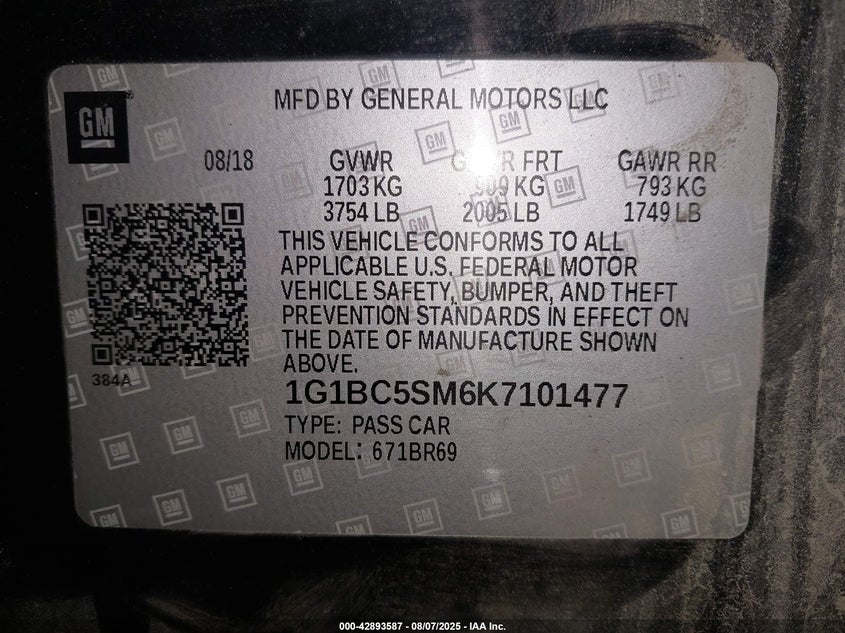 GM
MFD BY GENERAL MOTORS LLC
08/18 GVWR FRT GAWR RR
1703 KG KG 793 KG
3754 LB 2005 LB 1749 LB
THIS VEHICLE CONFORMS TO ALL
APPLICABLE U.S. FEDERAL MOTOR
VEHICLE SAFETY, BUMPER, AND THEFT
PREVENTION STANDARDS IN EFFECT ON
THE DATE OF MANUFACTURE SHOWN
ABOVE.
384A
1G1BC5SM6K7101477
TYPE: PASS CAR
MODEL: 671BR69
000-42893587 - 08/07/2025 - IAA Inc.